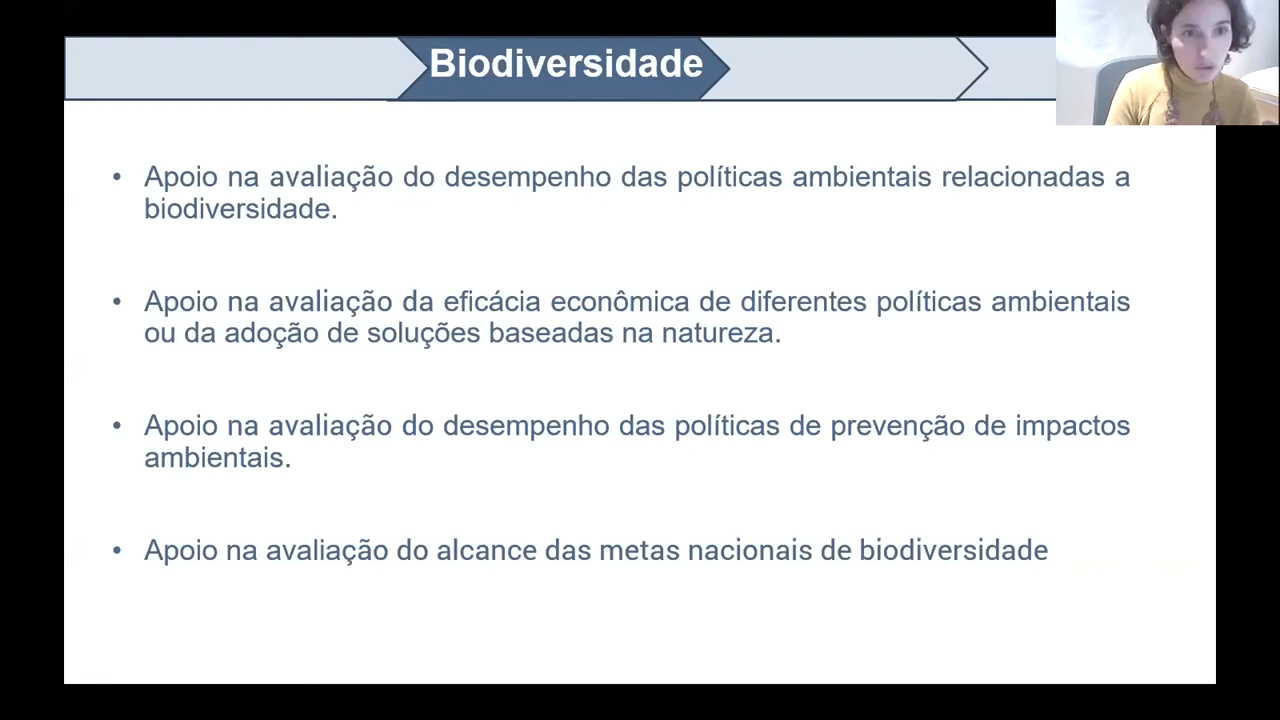 Biodiversidade
• Apoio na avaliação do desempenho das políticas ambientais relacionadas a
biodiversidade.
• Apoio na avaliação da eficácia econômica de diferentes políticas ambientais
ou da adoção de soluções baseadas na natureza.
• Apoio na avaliação do desempenho das políticas de prevenção de impactos
ambientais.
• Apoio na avaliação do alcance das metas nacionais de biodiversidade